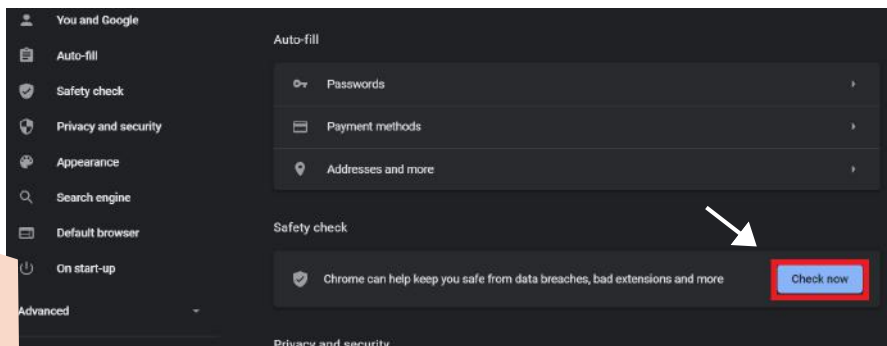 You and Google
Auto-fill
Safety check
Privacy and security
Appearance
Search engine
Default browser
On start-up
Advanced
Auto-fill
Passwords
Payment methods
Addresses and more
Safety check
Chrome can help keep you safe from data breaches, bad extensions and more
Check now
Privacy and security